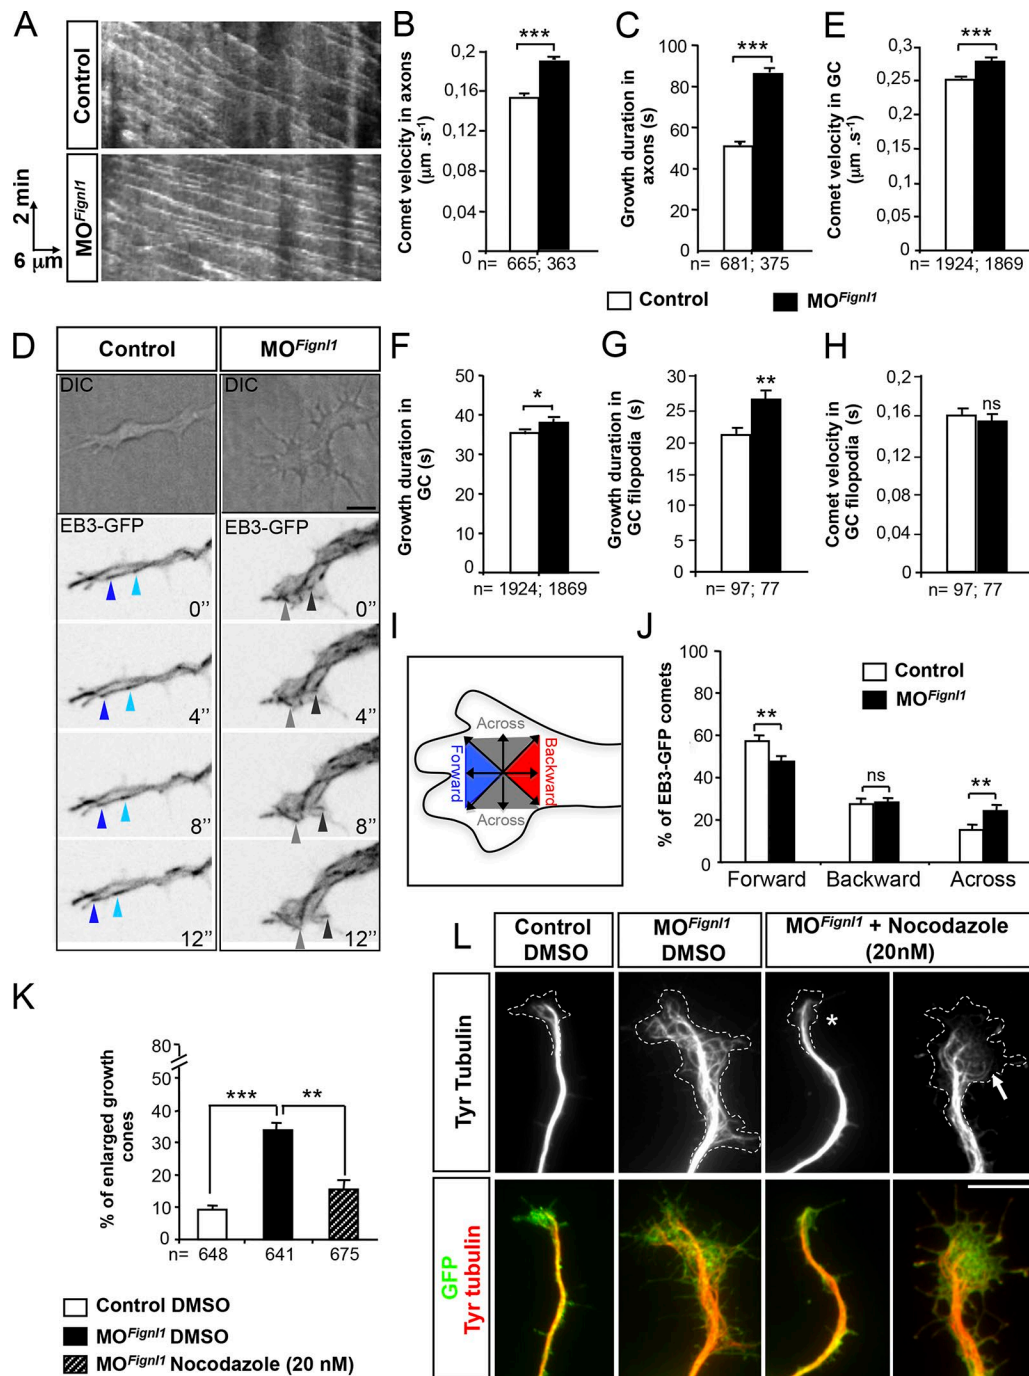 A
Control
MOFignl1
2 min
6 μm
B
Comet velocity in axons
(μm .s-1)
0,2
0,16
0,12
0,08
0,04
0
***
n= 665; 363
C
Growth duration in
axons (s)
100
80
60
40
20
0
***
n= 681; 375
E
Comet velocity in GC
(μm .s-1)
0,3
0,25
0,2
0,15
0,1
0,05
0
***
n= 1924; 1869
Control
MOFignl1
D
Control
MOFignl1
DIC
DIC
EB3-GFP
EB3-GFP
0’’
0’’
4’’
4’’
8’’
8’’
12’’
12’’
F
Growth duration in
GC (s)
50
40
30
20
10
0
*
n= 1924; 1869
G
Growth duration in
GC filopodia (s)
30
25
20
15
10
5
0
**
n= 97; 77
H
Comet velocity in
GC filopodia (s)
0,2
0,16
0,12
0,08
0,04
0
ns
n= 97; 77
I
Across
Forward
Backward
Across
J
% of EB3-GFP comets
100
80
60
40
20
0
Control
MOFignl1
**
ns
**
Forward
Backward
Across
K
% of enlarged growth
cones
80
50
40
30
20
10
0
***
**
n= 648
641
675
Control DMSO
MOFignl1 DMSO
MOFignl1 Nocodazole (20 nM)
L
Control
DMSO
MOFignl1
DMSO
MOFignl1 + Nocodazole
(20nM)
Tyr Tubulin
*
GFP
Tyr tubulin